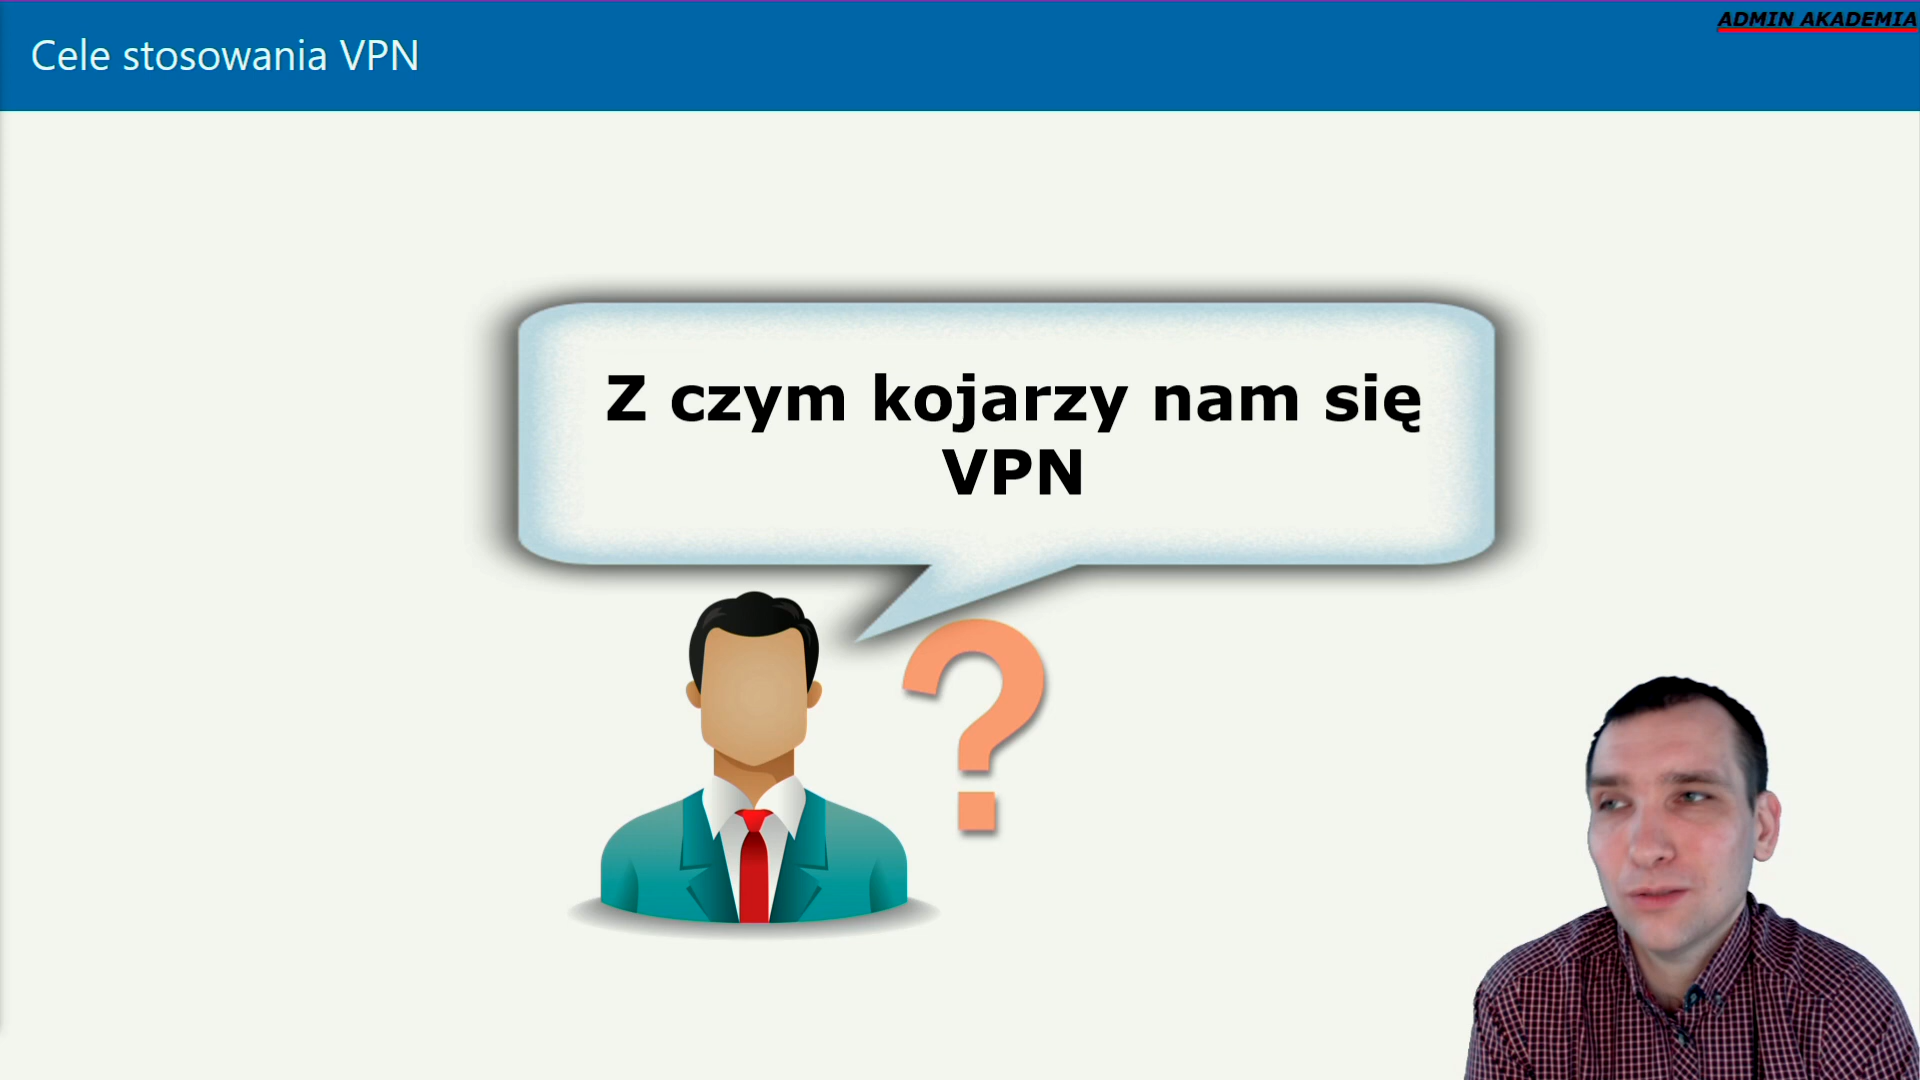 ADMIN AKADEMIA
Cele stosowania VPN
Z czym kojarzy nam się
VPN
?